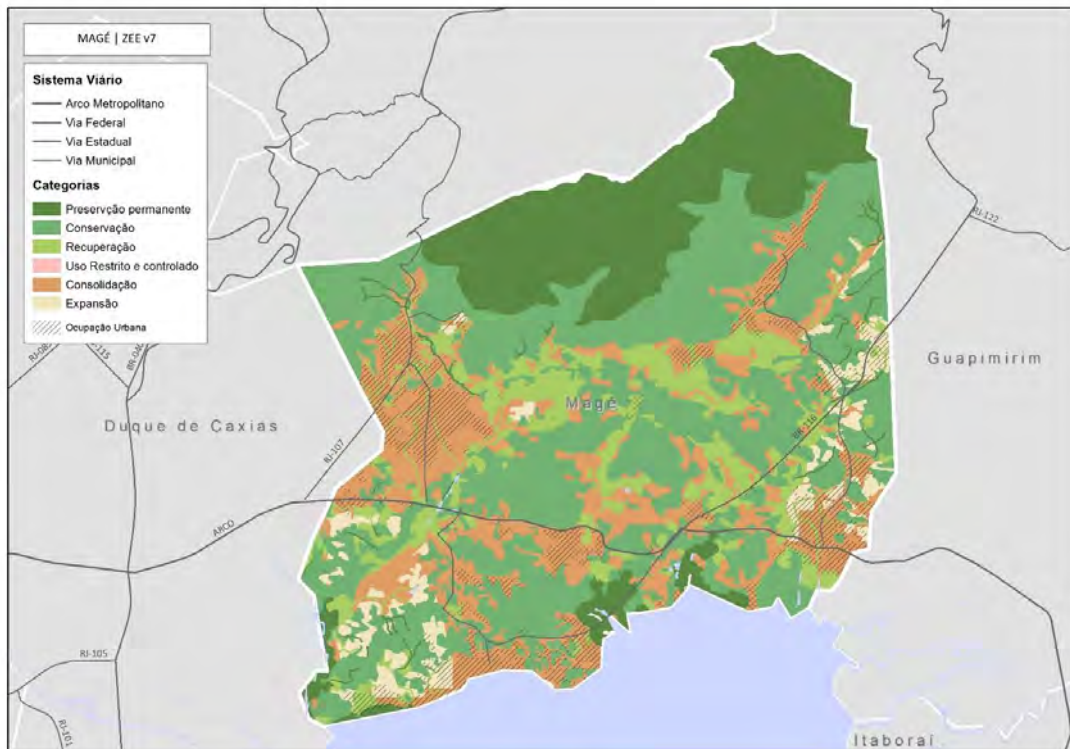 MAGÉ | ZEE v7
Sistema Viário
Arco Metropolitano
Via Federal
Via Estadual
Via Municipal
Categorias
Preservção permanente
Conservação
Recuperação
Uso Restrito e controlado
Consolidação
Expansão
Ocupação Urbana
RJ-122
Guapimirim
Magé
Duque de Caxias
RJ-107
ARCO
RJ-105
RJ-101
Itaboraí